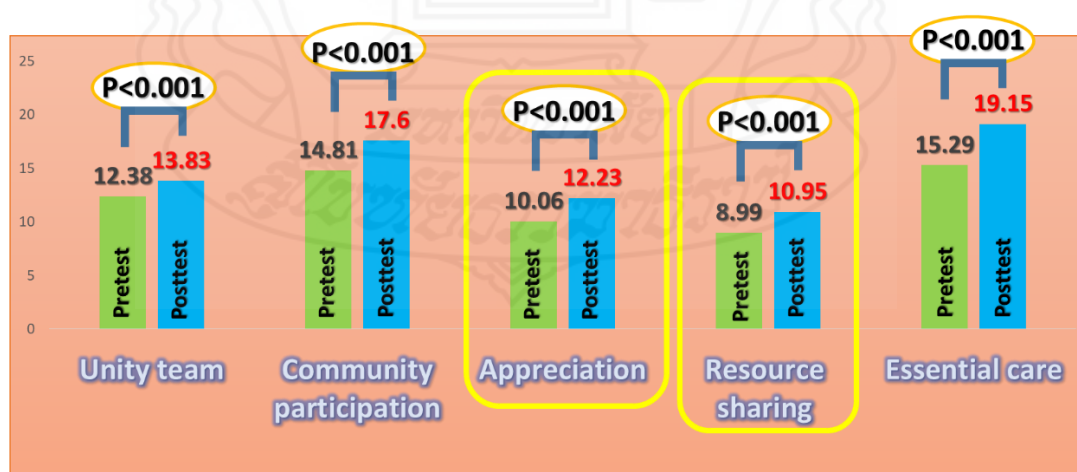 25
20
15
10
5
0
P<0.001
12.38
13.83
Pretest
Posttest
Unity team
P<0.001
14.81
17.6
Pretest
Posttest
Community
participation
P<0.001
10.06
12.23
Pretest
Posttest
Appreciation
P<0.001
8.99
10.95
Pretest
Posttest
Resource
sharing
P<0.001
15.29
19.15
Pretest
Posttest
Essential care